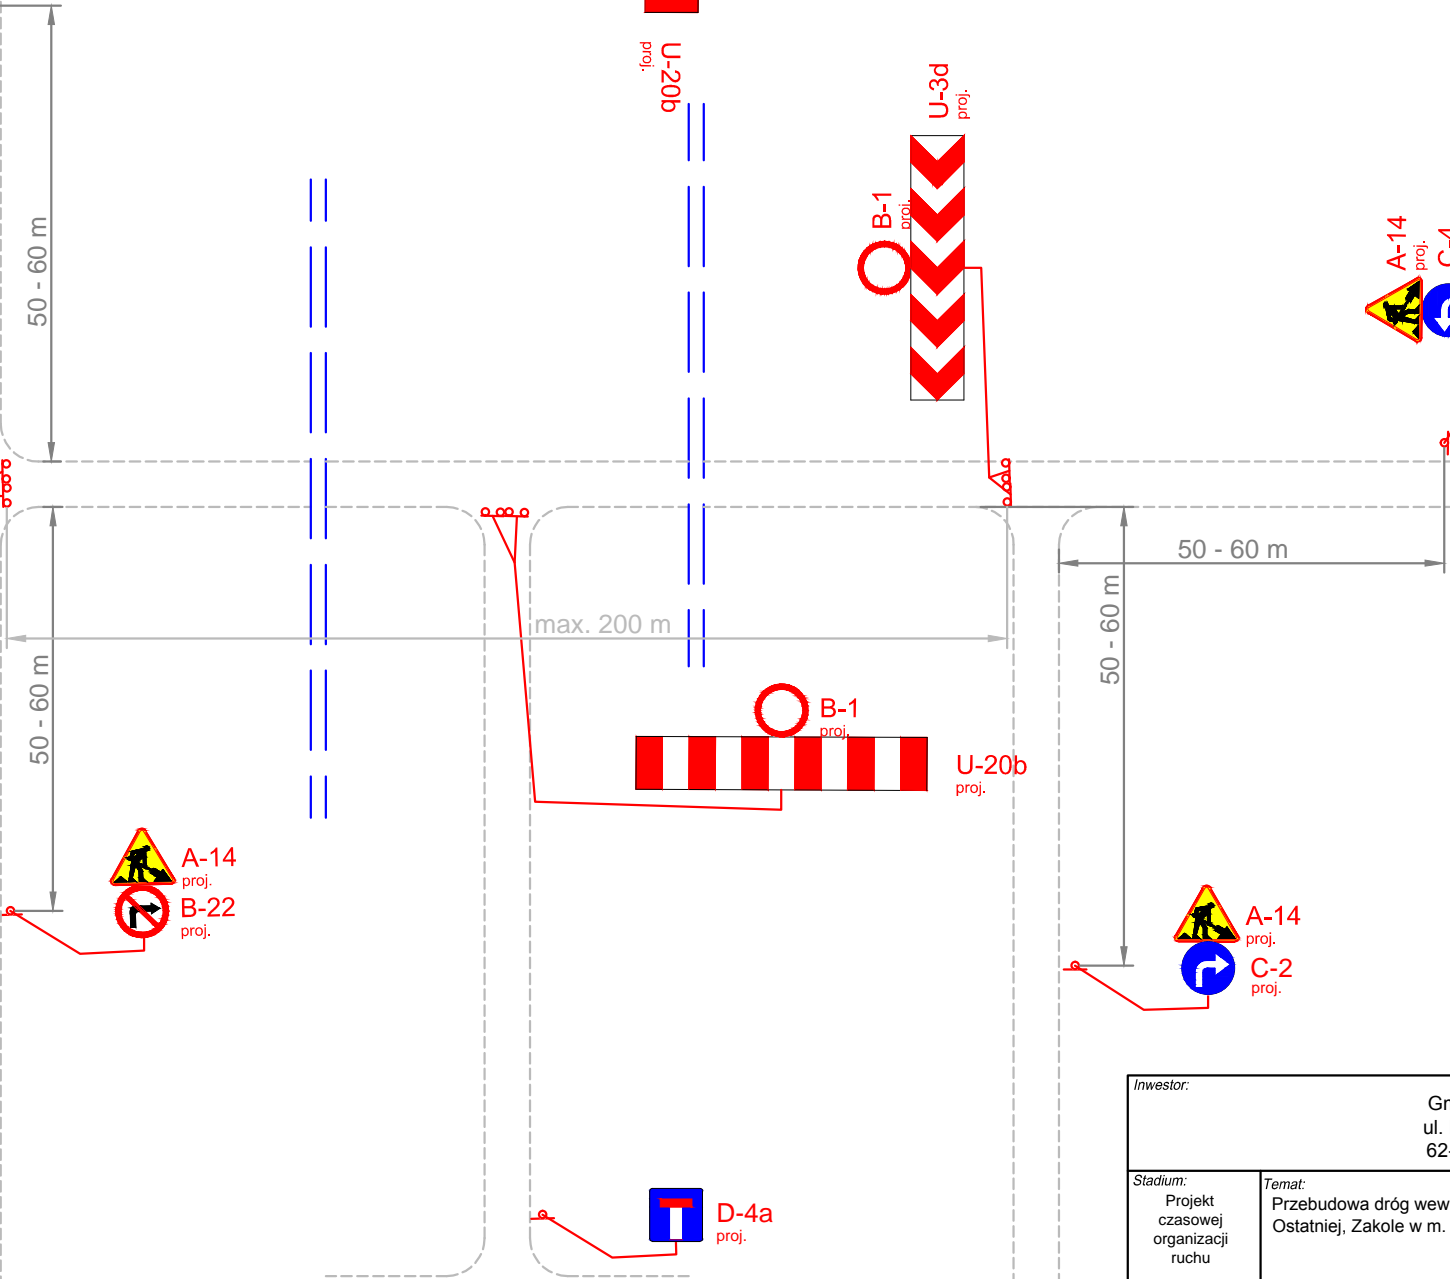 U-20b
proj.
U-3d
proj.
B-1
proj.
A-14
proj.
50 - 60 m
50 - 60 m
50 - 60 m
50 - 60 m
max. 200 m
B-1
proj.
U-20b
proj.
A-14
proj.
B-22
proj.
A-14
proj.
C-2
proj.
D-4a
proj.
Inwestor:
ul.
62-
Stadium:
Projekt
czasowej
organizacji
ruchu
Temat:
Przebudowa dróg wew
Ostatniej, Zakole w m.